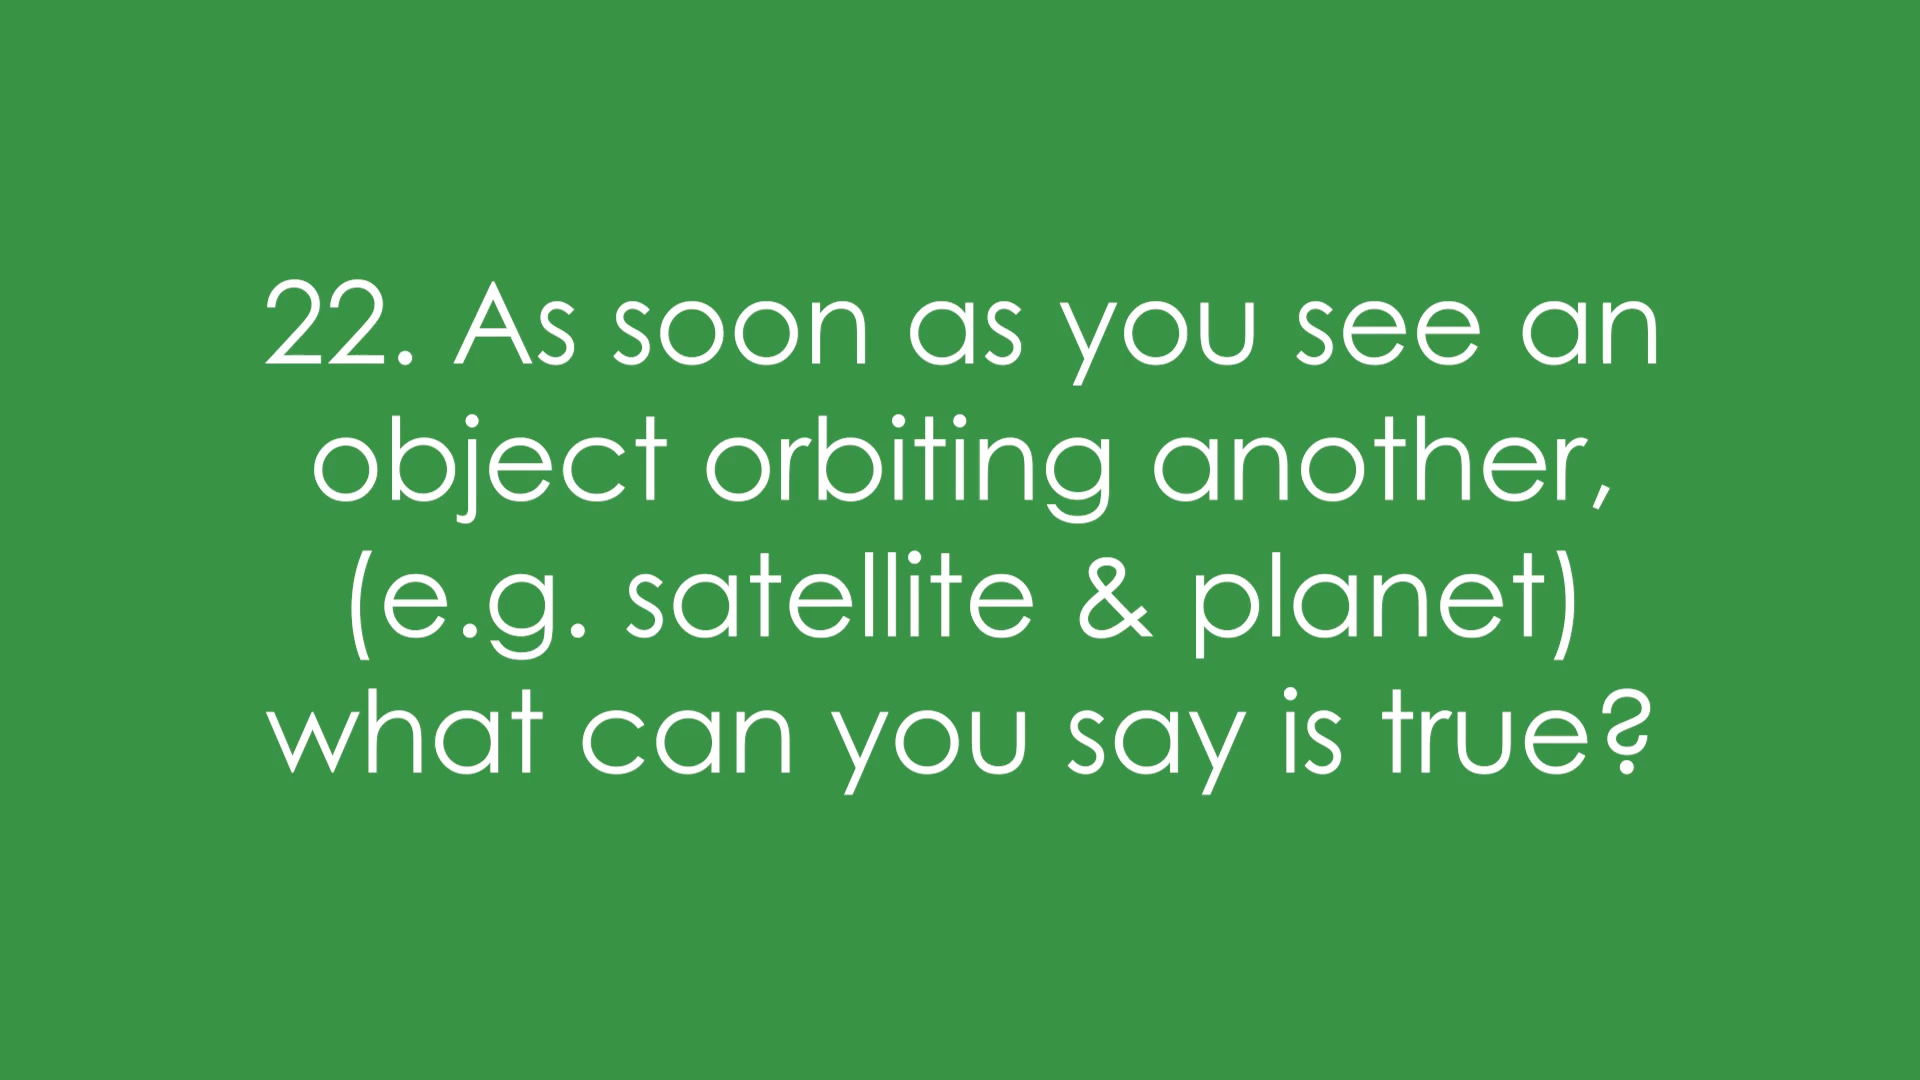 22. As soon as you see an
object orbiting another,
(e.g. satellite & planet)
what can you say is true?